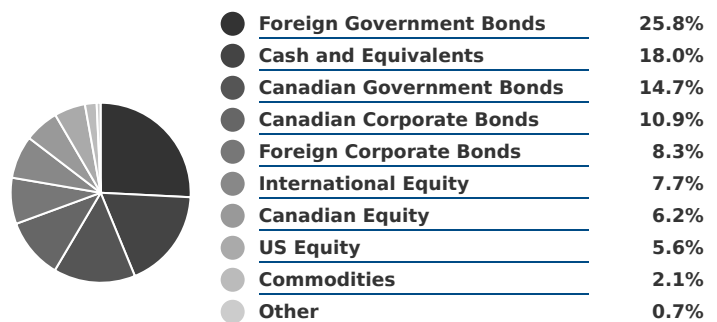 Foreign Government Bonds 25.8%
Cash and Equivalents 18.0%
Canadian Government Bonds 14.7%
Canadian Corporate Bonds 10.9%
Foreign Corporate Bonds 8.3%
International Equity 7.7%
Canadian Equity 6.2%
US Equity 5.6%
Commodities 2.1%
Other 0.7%